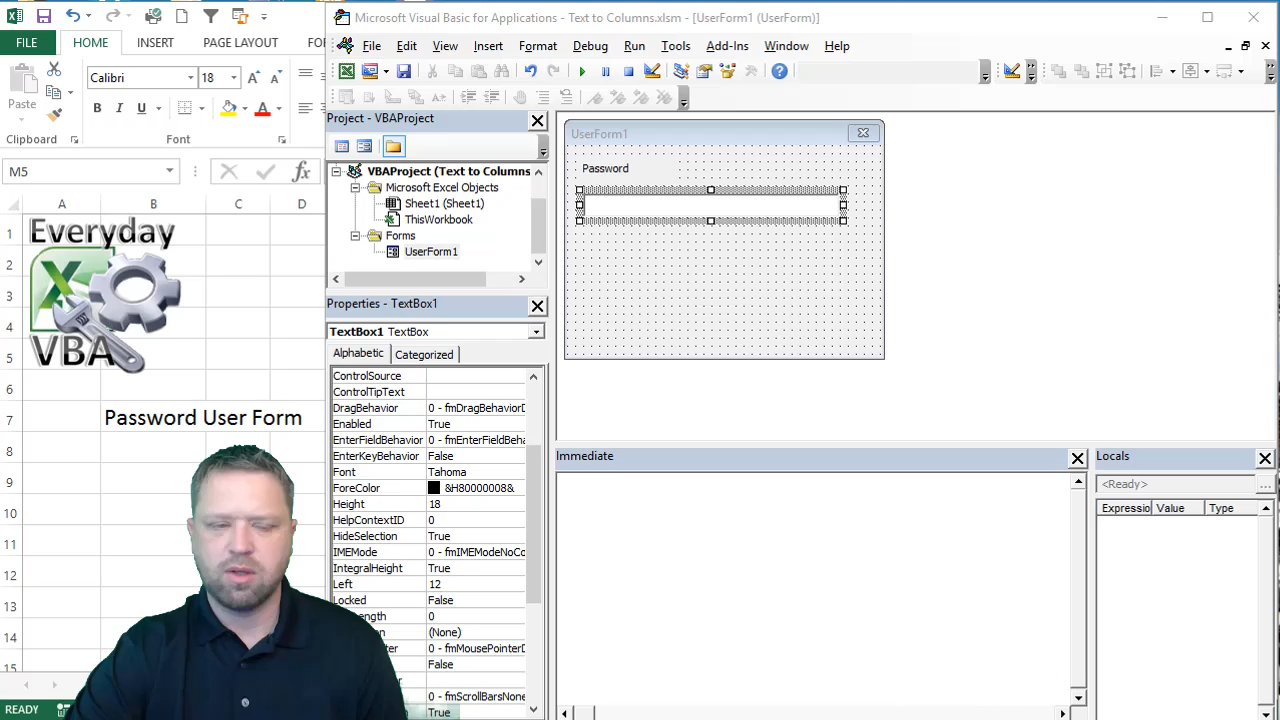 Microsoft Visual Basic for Applications - Text to Columns.xlsm - [UserForm1 (UserForm)]
FILE HOME INSERT PAGE LAYOUT
File Edit View Insert Format Debug Run Tools Add-Ins Window Help
Calibri 18
Paste
B I U
Clipboard Font
M5
A B C D
1
2
3
4
5
6
7
8
9
10
11
12
13
14
15
Everyday
VBA
Password User Form
READY
Project - VBAProject
VBAProject (Text to Columns
Microsoft Excel Objects
Sheet1 (Sheet1)
ThisWorkbook
Forms
UserForm1
Properties - TextBox1
TextBox1 TextBox
Alphabetic Categorized
ControlSource
ControlTipText
DragBehavior 0 - fmDragBehaviorD
Enabled True
EnterFieldBehavior 0 - fmEnterFieldBeha
EnterKeyBehavior False
Font Tahoma
ForeColor &H80000008&
Height 18
HelpContextID 0
HideSelection True
IMEMode 0 - fmIMEModeNoCo
IntegralHeight True
Left 12
Locked False
Length 0
(None)
0 - fmMousePointerD
False
0 - fmScrollBarsNone
True
UserForm1
Password
Immediate
Locals
<Ready>
Expressio Value Type